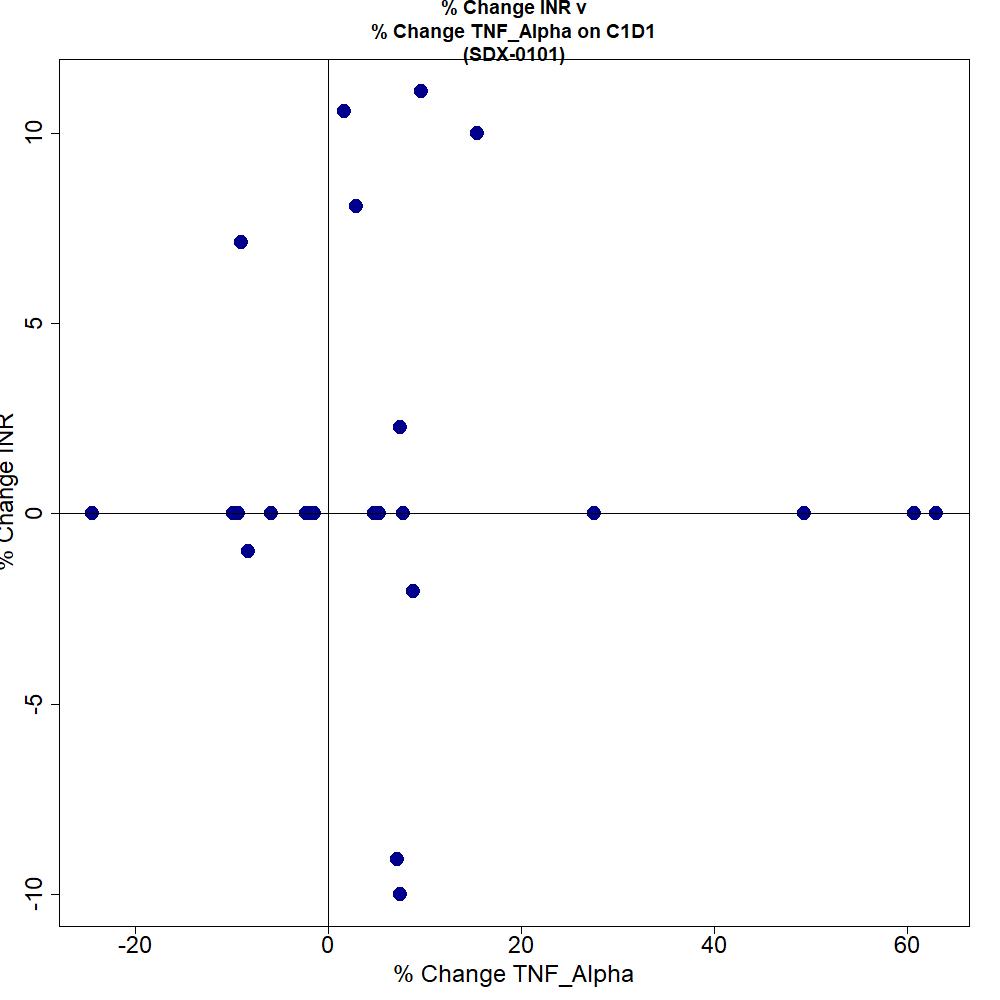 % Change INR v
% Change TNF_Alpha on C1D1
(SDX-0101)
10
5
0
-5
-10
% Change INR
-20
0
20
40
60
% Change TNF_Alpha